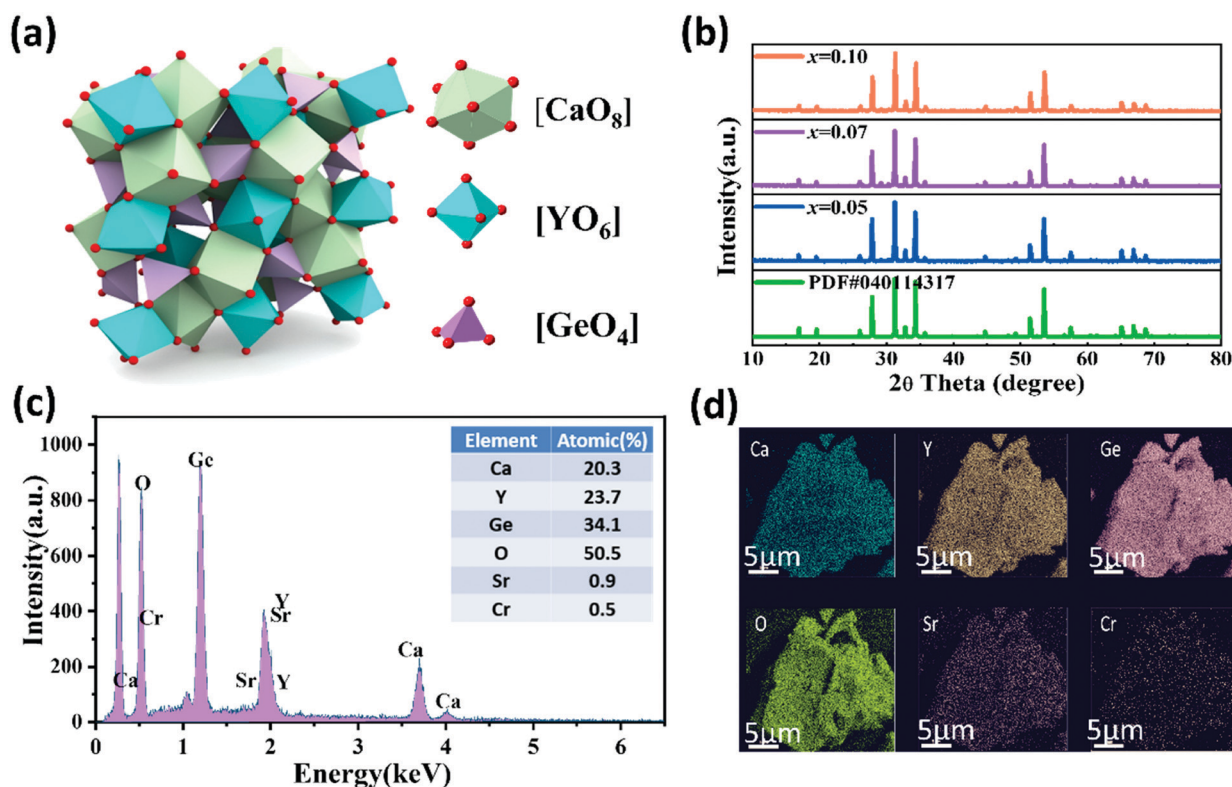 (a)
[CaO8]
[YO6]
[GeO4]
(b)
Intensity(a.u.)
x=0.10
x=0.07
x=0.05
PDF#040114317
10 20 30 40 50 60 70 80
2θ Theta (degree)
(c)
Intensity(a.u.)
1000
800
600
400
200
0
Ca
O
Cr
Ge
Sr
Y
Sr
Y
Ca
Ca
0 1 2 3 4 5 6
Energy(keV)
Element Atomic(%)
Ca 20.3
Y 23.7
Ge 34.1
O 50.5
Sr 0.9
Cr 0.5
(d)
Ca
5μm
Y
5μm
Ge
5μm
O
5μm
Sr
5μm
Cr
5μm